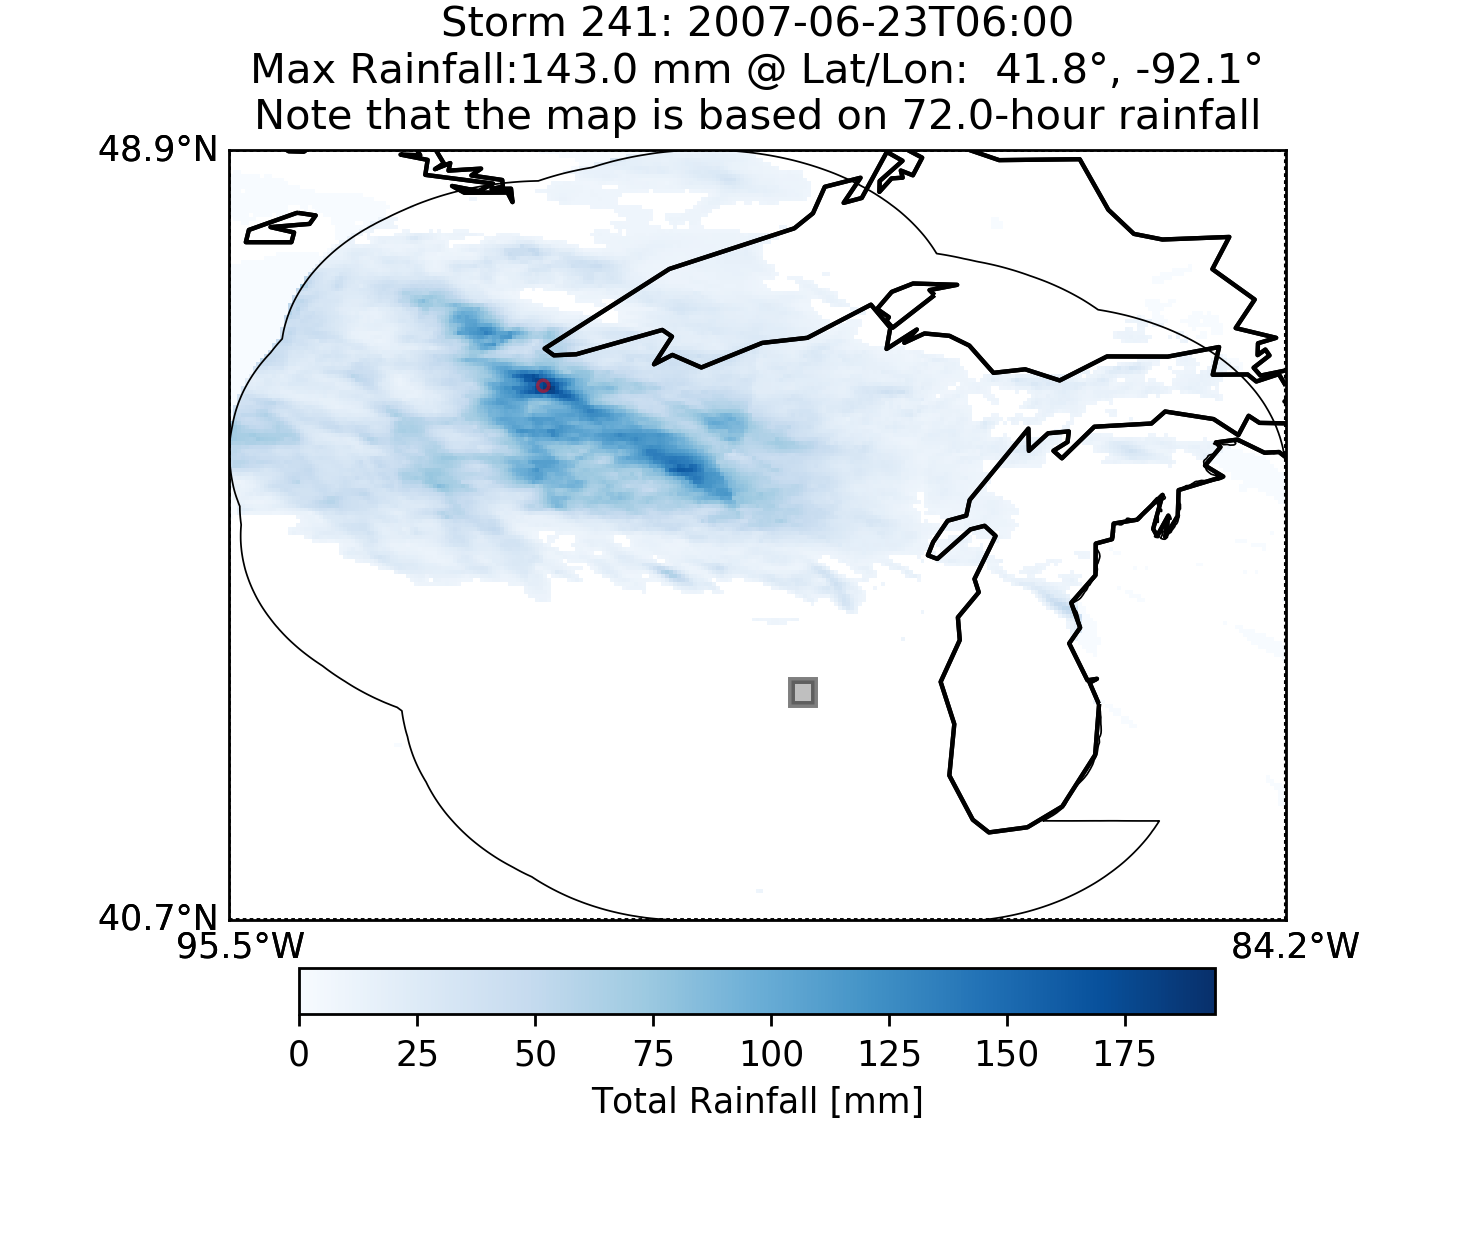 Storm 241: 2007-06-23T06:00
Max Rainfall:143.0 mm @ Lat/Lon:  41.8°, -92.1°
Note that the map is based on 72.0-hour rainfall
48.9°N
40.7°N
95.5°W 84.2°W
0 25 50 75 100 125 150 175
Total Rainfall [mm]